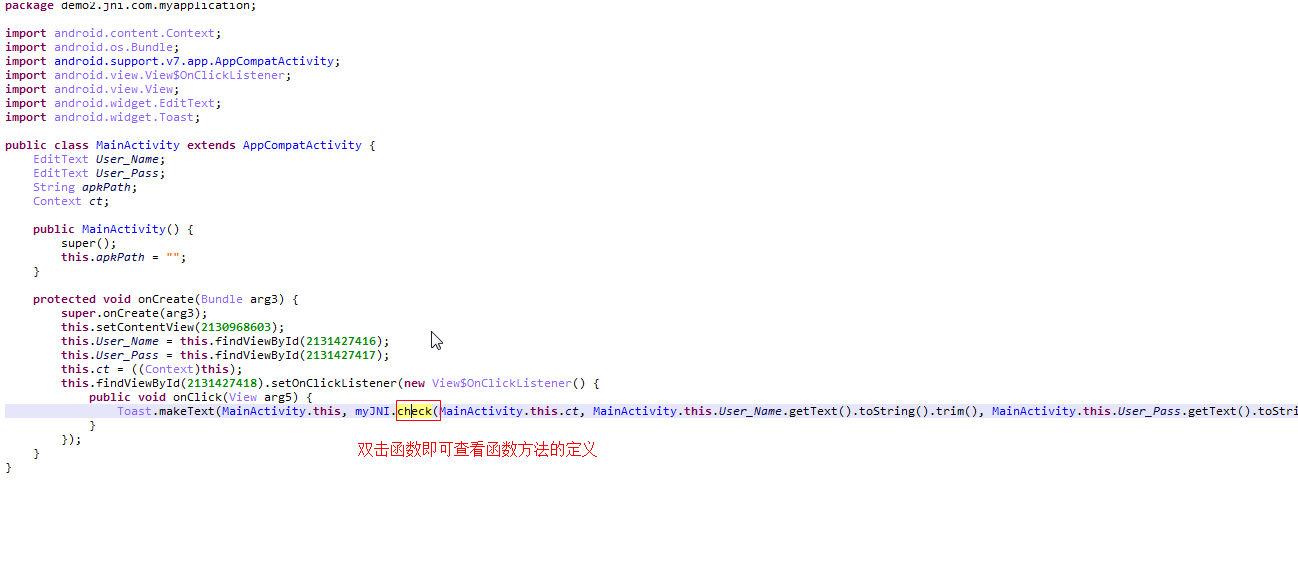 package demo2.jni.com.myapplication;
import android.content.Context;
import android.os.Bundle;
import android.support.v7.app.AppCompatActivity;
import android.view.View$OnClickListener;
import android.view.View;
import android.widget.EditText;
import android.widget.Toast;
public class MainActivity extends AppCompatActivity {
EditText User_Name;
EditText User_Pass;
String apkPath;
Context ct;
public MainActivity() {
super();
this.apkPath = "";
}
protected void onCreate(Bundle arg3) {
super.onCreate(arg3);
this.setContentView(2130968603);
this.User_Name = this.findViewById(2131427416);
this.User_Pass = this.findViewById(2131427417);
this.ct = ((Context)this);
this.findViewById(2131427418).setOnClickListener(new View$OnClickListener() {
public void onClick(View arg5) {
Toast.makeText(MainActivity.this, myJNI.check(MainActivity.this.ct, MainActivity.this.User_Name.getText().toString().trim(), MainActivity.this.User_Pass.getText().toStri
}
});
双击函数即可查看函数方法的定义
}
}